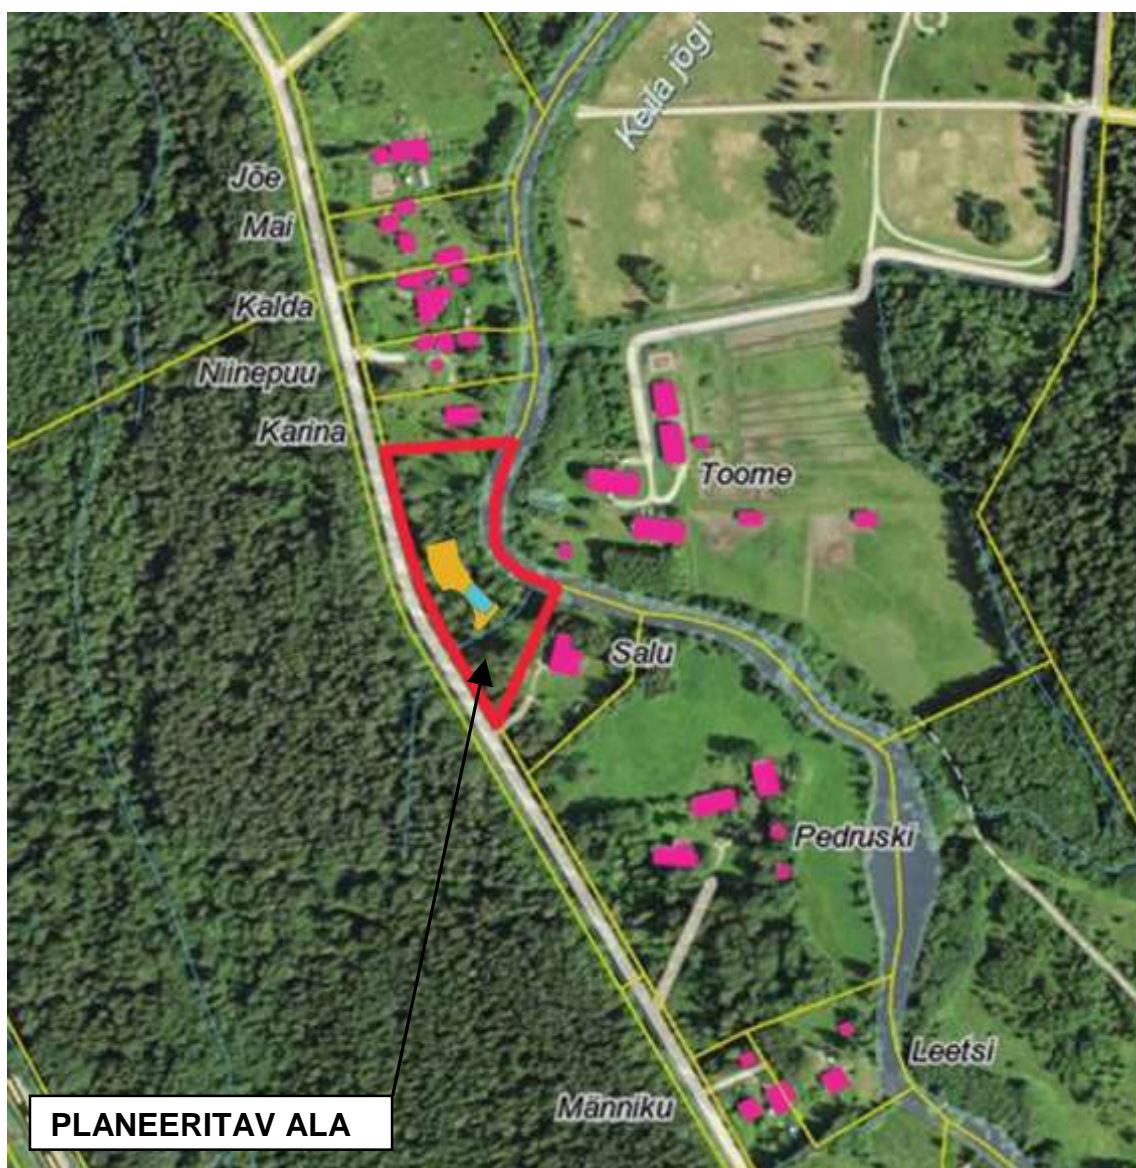 Keila jõgi
Jõe
Mai
Kalda
Niinepuu
Karina
Toome
Salu
Pedruski
Leetsi
Männiku
PLANEERITAV ALA